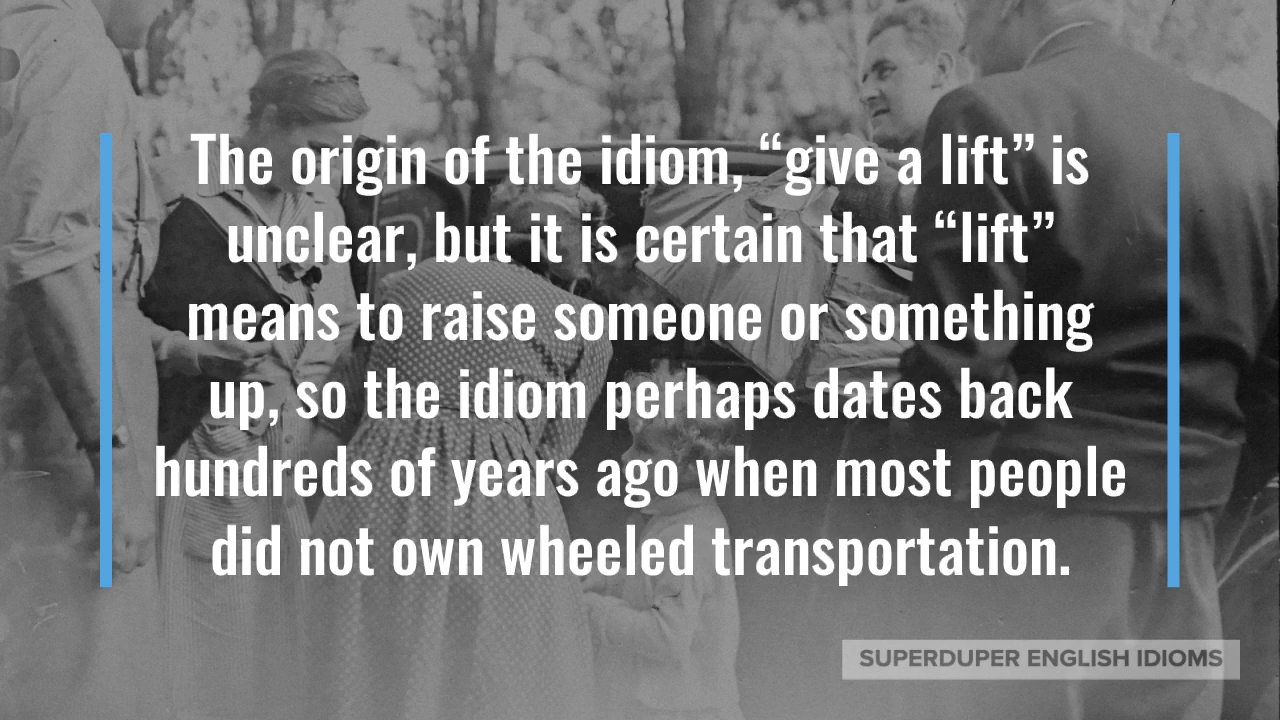 The origin of the idiom, “give a lift” is
unclear, but it is certain that “lift”
means to raise someone or something
up, so the idiom perhaps dates back
hundreds of years ago when most people
did not own wheeled transportation.
SUPERDUPER ENGLISH IDIOMS